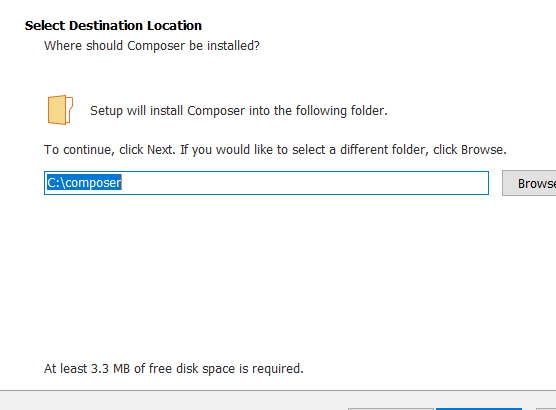 Select Destination Location
Where should Composer be installed?
Setup will install Composer into the following folder.
To continue, click Next. If you would like to select a different folder, click Browse.
C:\composer
At least 3.3 MB of free disk space is required.